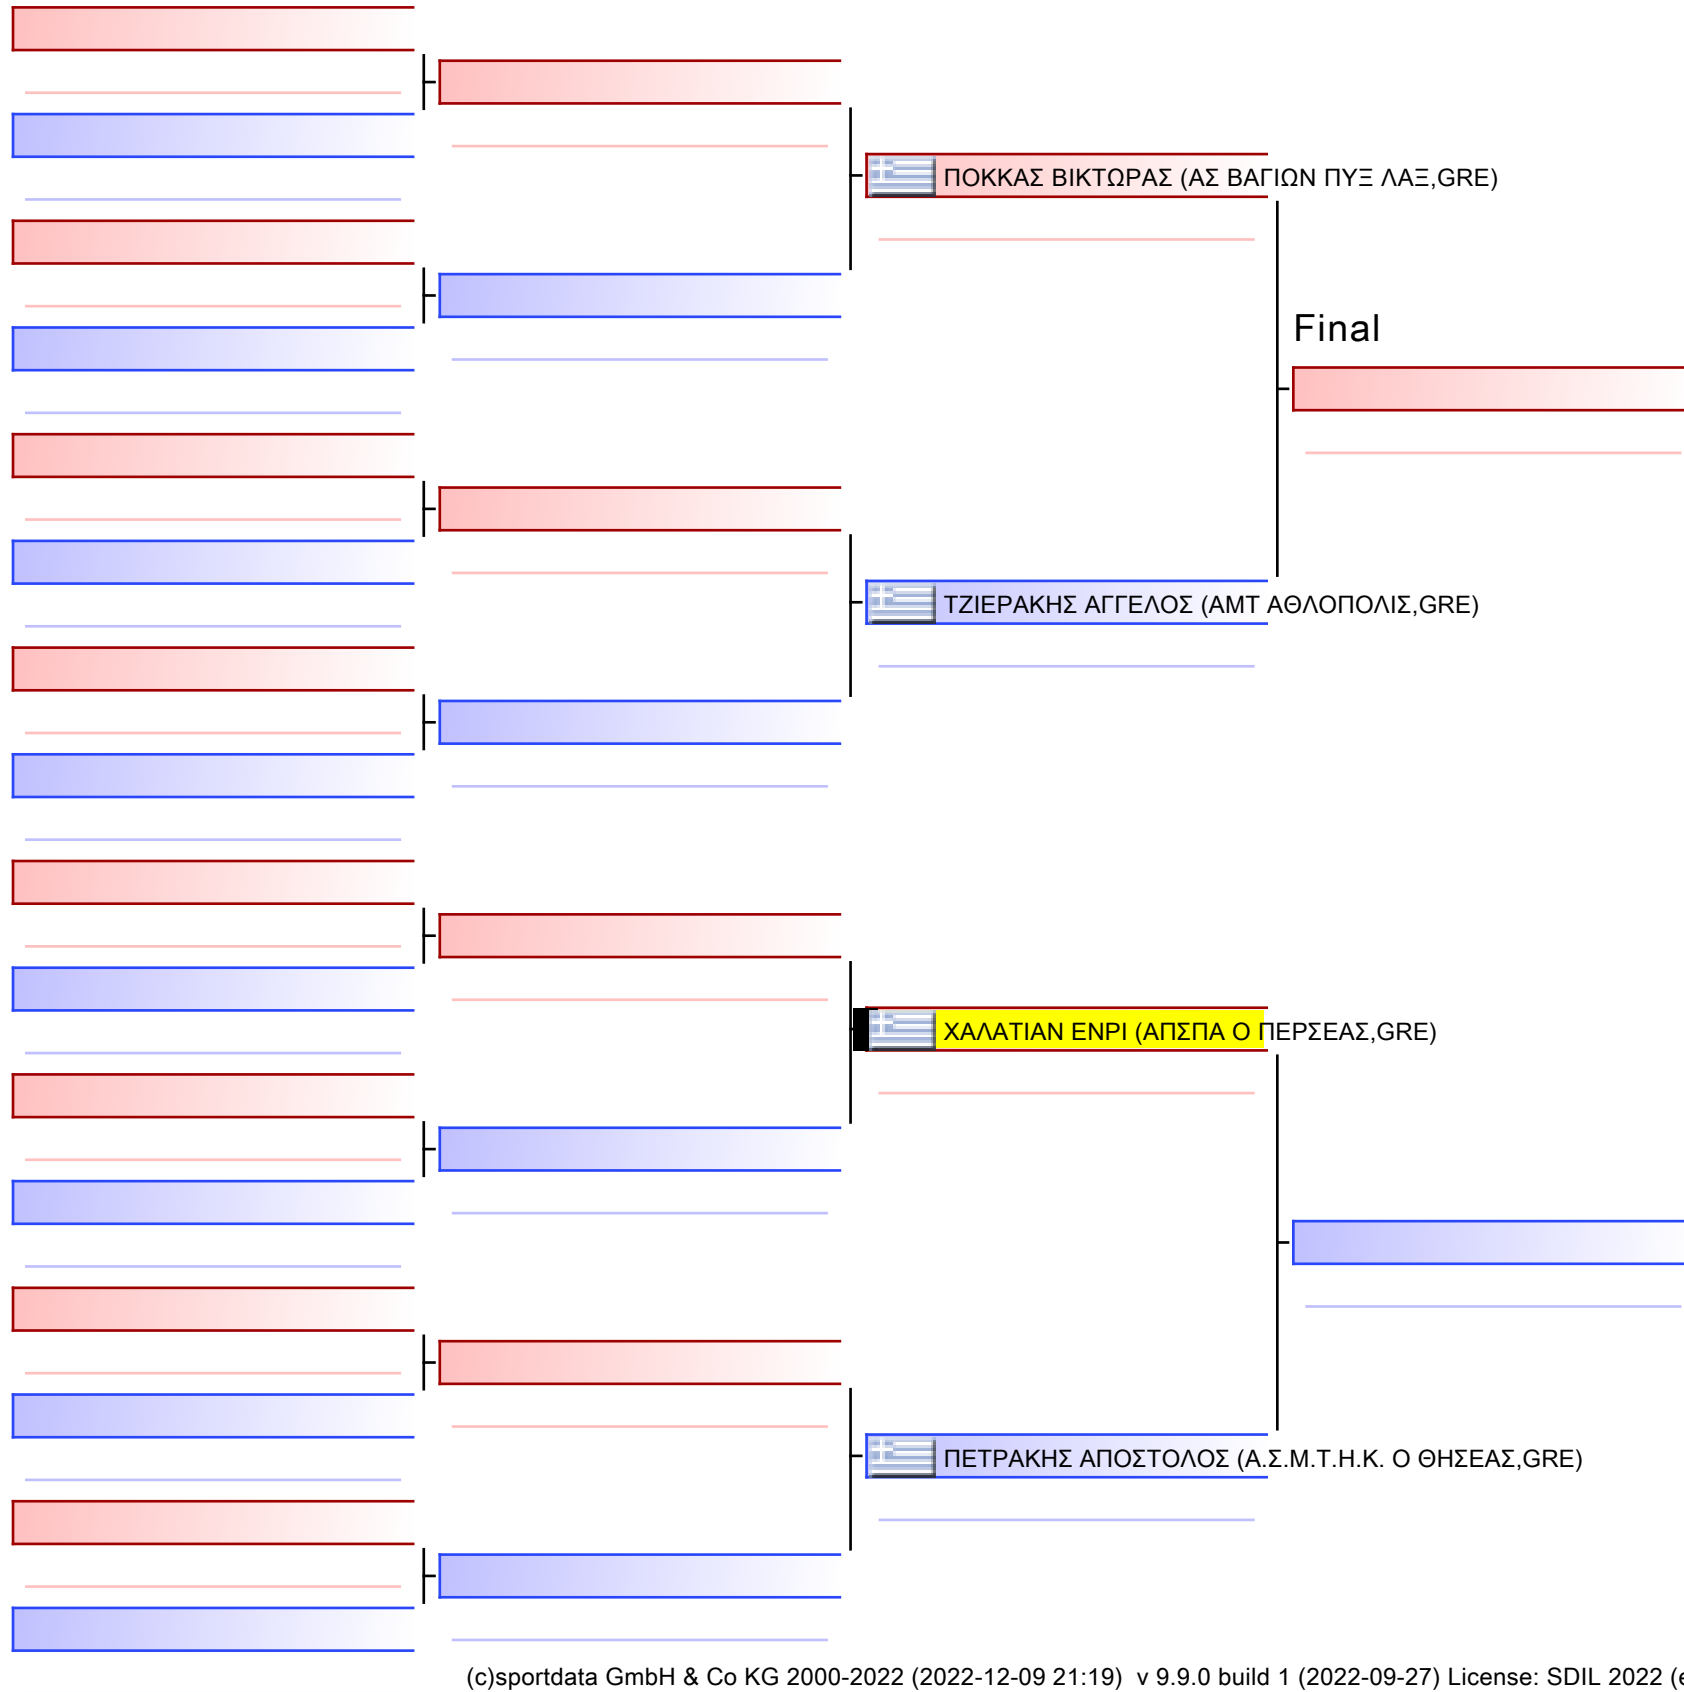 ΠΟΚΚΑΣ ΒΙΚΤΩΡΑΣ (ΑΣ ΒΑΓΙΩΝ ΠΥΞ ΛΑΞ,GRE)
Final
ΤΖΙΕΡΑΚΗΣ ΑΓΓΕΛΟΣ (ΑΜΤ ΑΘΛΟΠΟΛΙΣ,GRE)
ΧΑΛΑΤΙΑΝ ΕΝΡΙ (ΑΠΣΠΑ Ο ΠΕΡΣΕΑΣ,GRE)
ΠΕΤΡΑΚΗΣ ΑΠΟΣΤΟΛΟΣ (Α.Σ.Μ.Τ.Η.Κ. Ο ΘΗΣΕΑΣ,GRE)
(c)sportdata GmbH & Co KG 2000-2022 (2022-12-09 21:19) v 9.9.0 build 1 (2022-09-27) License: SDIL 2022 (